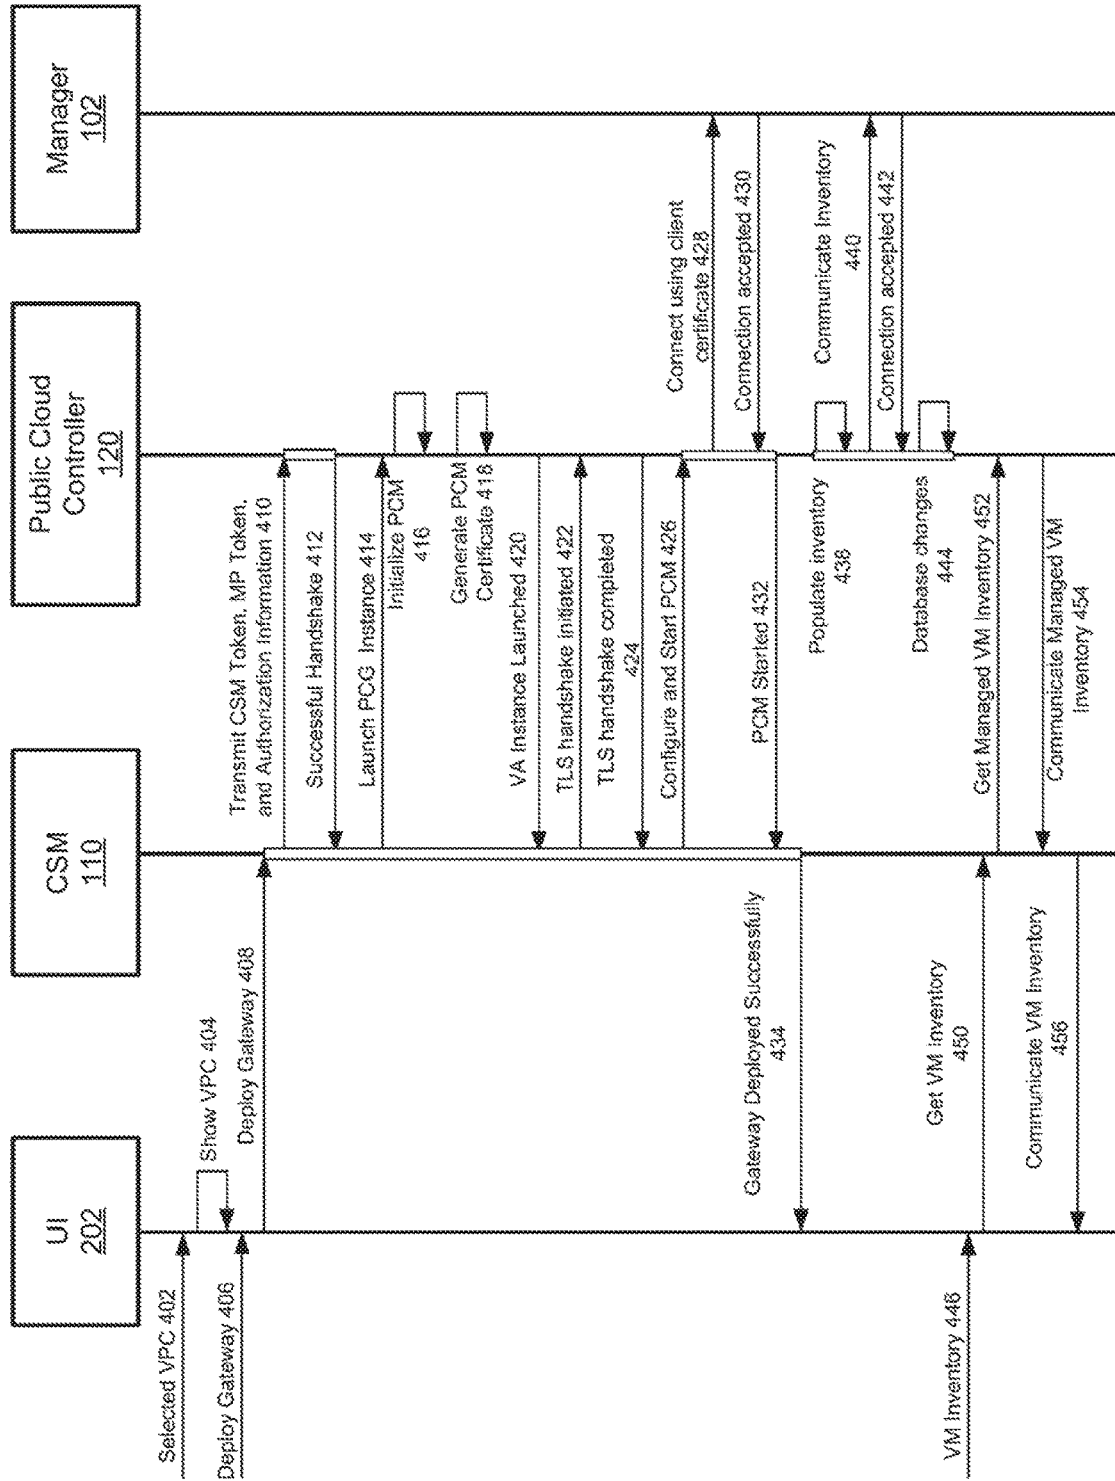 UI
202
CSM
110
Public Cloud
Controller
120
Manager
102
Selected VPC 402
Show VPC 404
Deploy Gateway 406
Deploy Gateway 408
Transmit CSM Token, MP Token,
and Authorization Information 410
Successful Handshake 412
Launch PCG Instance 414
Initialize PCM
416
Generate PCM
Certificate 418
VA Instance Launched 420
TLS handshake initiated 422
TLS handshake completed
424
Configure and Start PCM 426
Connect using client
certificate 428
Connection accepted 430
PCM Started 432
Gateway Deployed Successfully
434
Populate inventory
438
Communicate Inventory
440
Connection accepted 442
Database changes
444
VM Inventory 446
Get VM Inventory
450
Get Managed VM Inventory 452
Communicate Managed VM
Inventory 454
Communicate VM Inventory
456